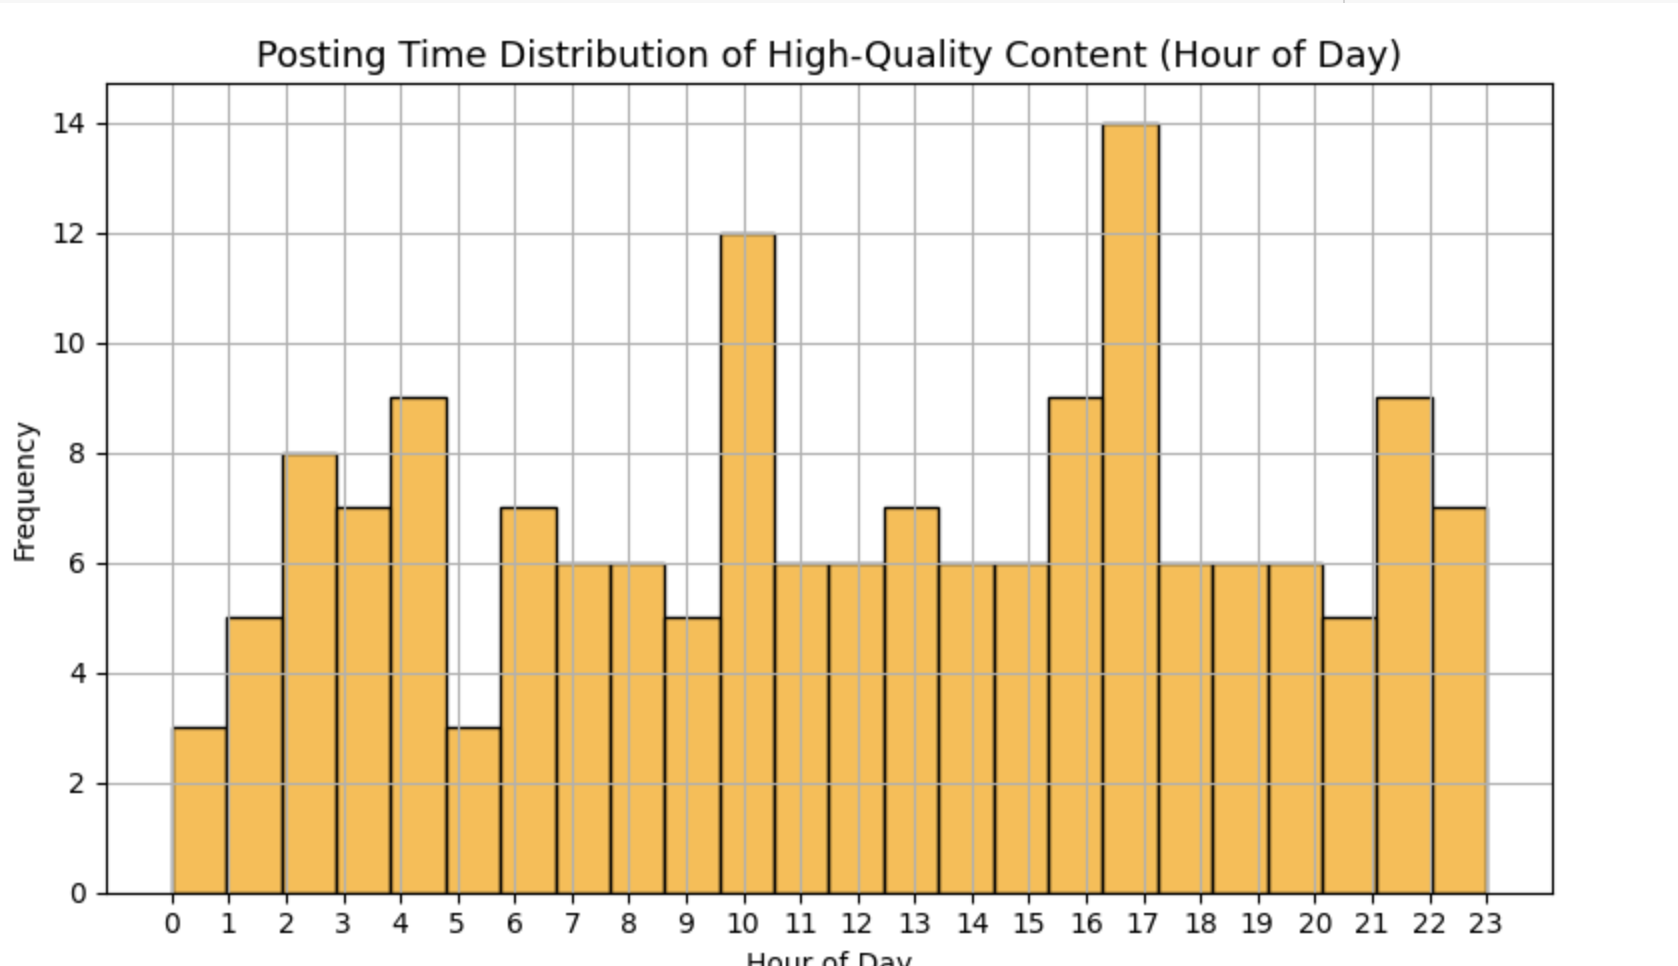 Posting Time Distribution of High-Quality Content (Hour of Day)
14
12
10
8
6
4
2
0
Frequency
0 1 2 3 4 5 6 7 8 9 10 11 12 13 14 15 16 17 18 19 20 21 22 23
Hour of Day